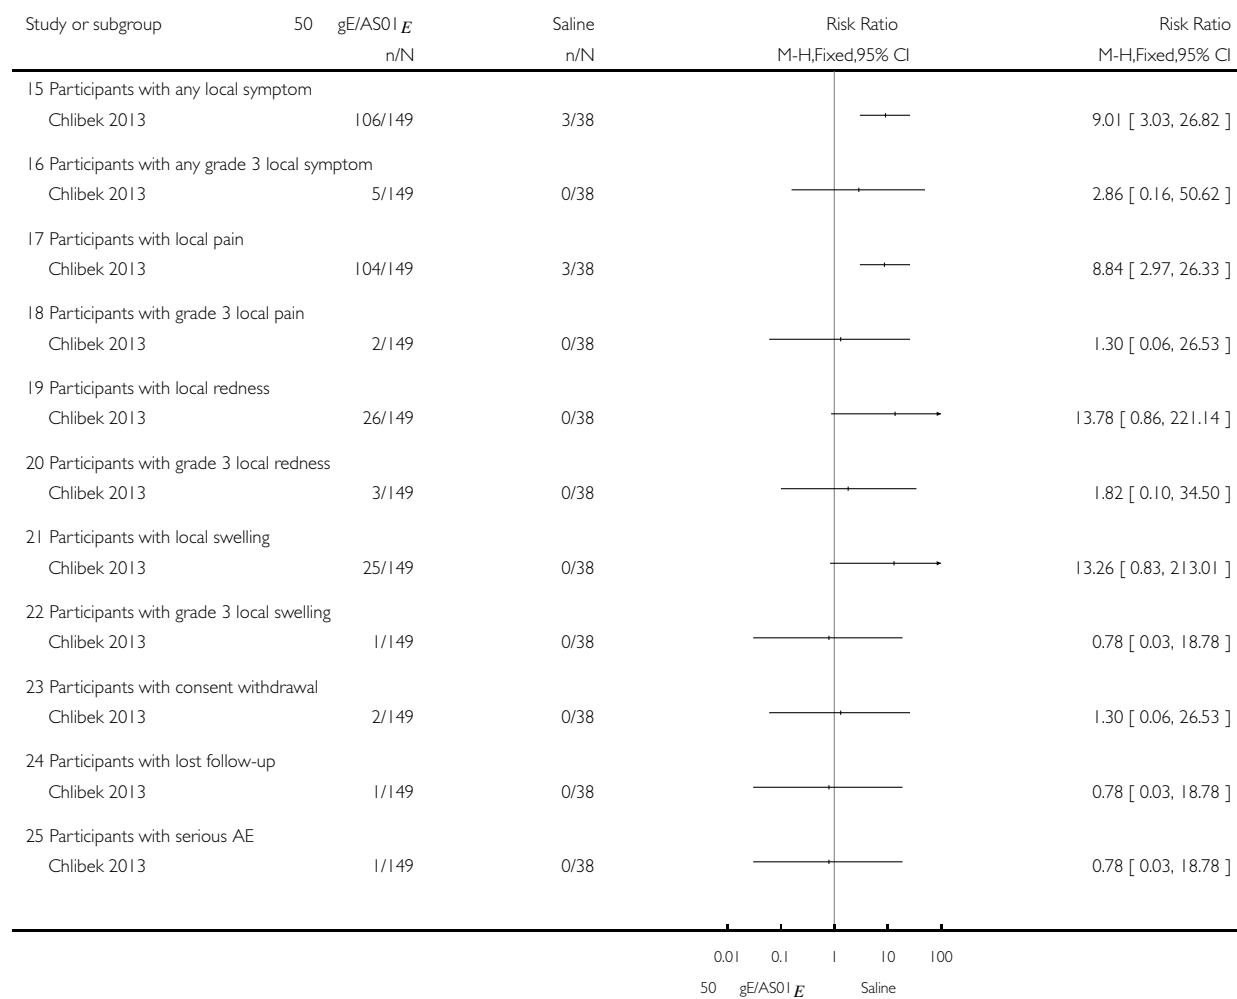 Study or subgroup 50 gE/AS01E Saline Risk Ratio Risk Ratio
n/N n/N M-H,Fixed,95% CI M-H,Fixed,95% CI
15 Participants with any local symptom
Chlibek 2013 106/149 3/38 9.01 [ 3.03, 26.82 ]
16 Participants with any grade 3 local symptom
Chlibek 2013 5/149 0/38 2.86 [ 0.16, 50.62 ]
17 Participants with local pain
Chlibek 2013 104/149 3/38 8.84 [ 2.97, 26.33 ]
18 Participants with grade 3 local pain
Chlibek 2013 2/149 0/38 1.30 [ 0.06, 26.53 ]
19 Participants with local redness
Chlibek 2013 26/149 0/38 13.78 [ 0.86, 221.14 ]
20 Participants with grade 3 local redness
Chlibek 2013 3/149 0/38 1.82 [ 0.10, 34.50 ]
21 Participants with local swelling
Chlibek 2013 25/149 0/38 13.26 [ 0.83, 213.01 ]
22 Participants with grade 3 local swelling
Chlibek 2013 1/149 0/38 0.78 [ 0.03, 18.78 ]
23 Participants with consent withdrawal
Chlibek 2013 2/149 0/38 1.30 [ 0.06, 26.53 ]
24 Participants with lost follow-up
Chlibek 2013 1/149 0/38 0.78 [ 0.03, 18.78 ]
25 Participants with serious AE
Chlibek 2013 1/149 0/38 0.78 [ 0.03, 18.78 ]
0.01 0.1 1 10 100
50 gE/AS01E Saline